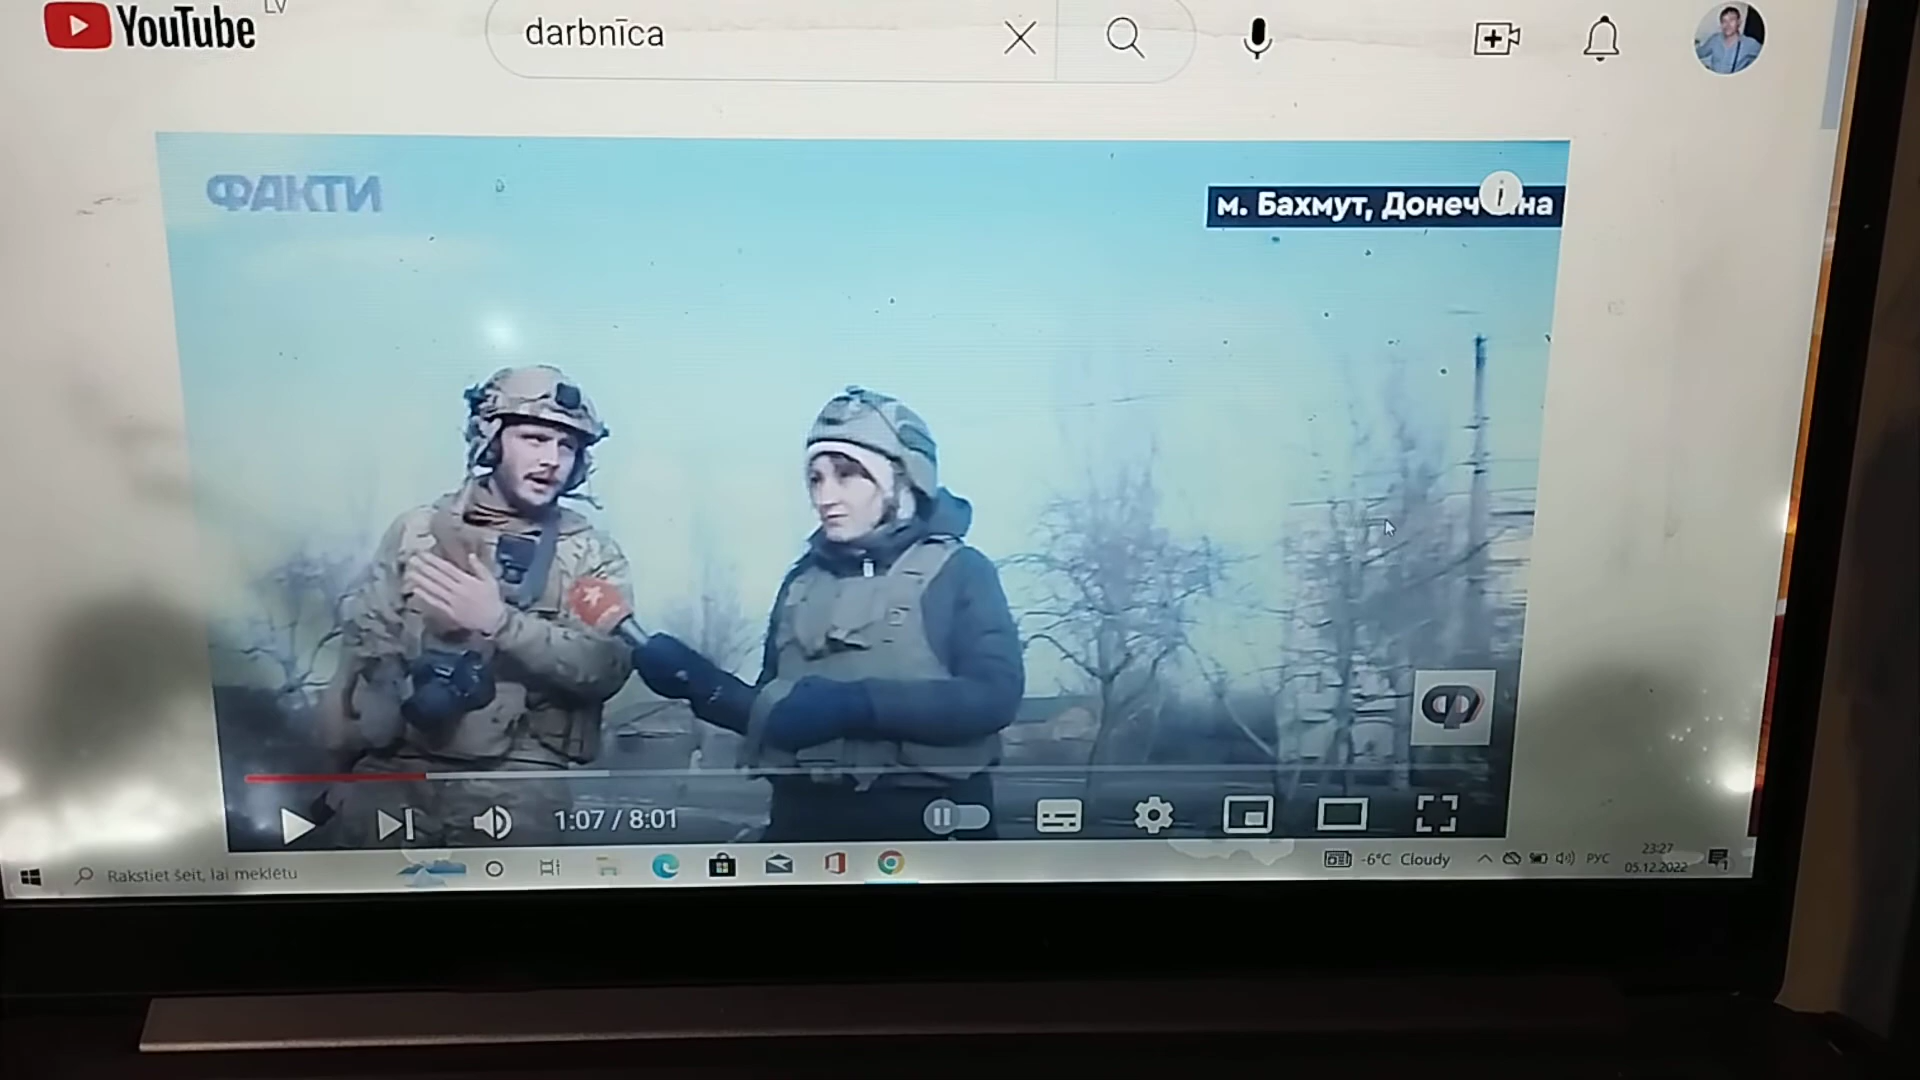 YouTube LV
darbnīca
ФАКТИ
м. Бахмут, Донеч на
Ф
1:07 / 8:01
Rakstiet šeit, lai meklētu
-6°C Cloudy
РУС
23:27
05.12.2022
1